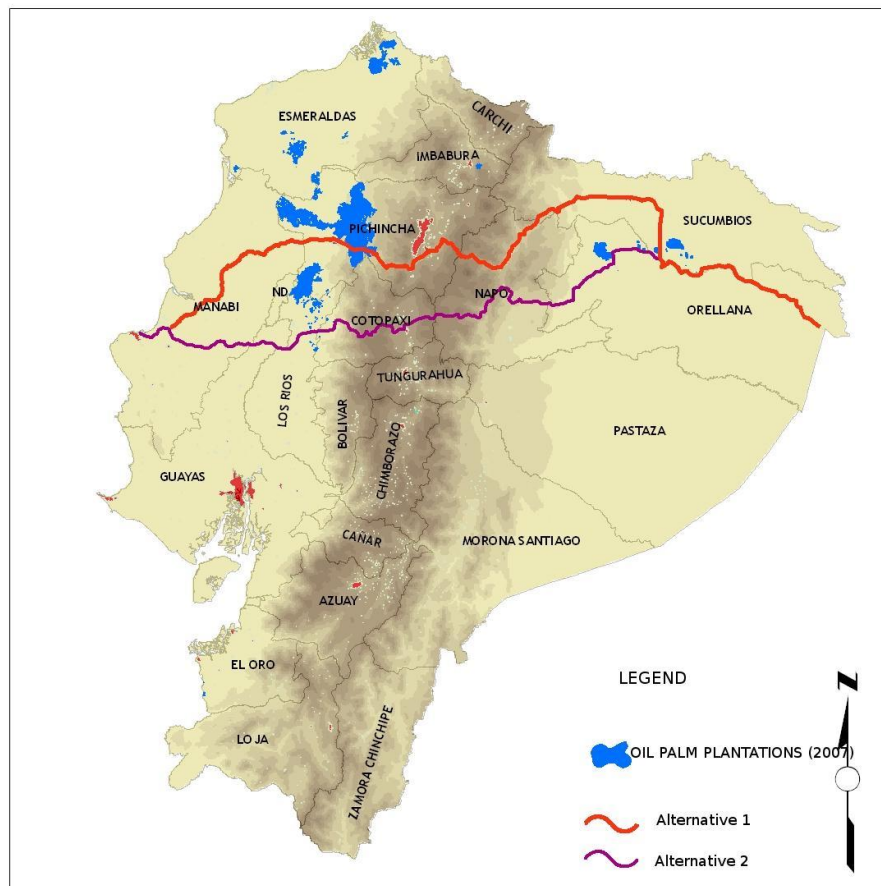 CARCHI
ESMERALDAS
IMBABURA
SUCUMBIOS
PICHINCHA
ND
NAPO
MANABI
ORELLANA
COTOPAXI
TUNGURAHUA
LOS RIOS
BOLIVAR
CHIMBORAZO
PASTAZA
GUAYAS
CAÑAR
MORONA SANTIAGO
AZUAY
EL ORO
LOJA
ZAMORA CHINCHIPE
LEGEND
N
OIL PALM PLANTATIONS (2007)
Alternative 1
Alternative 2